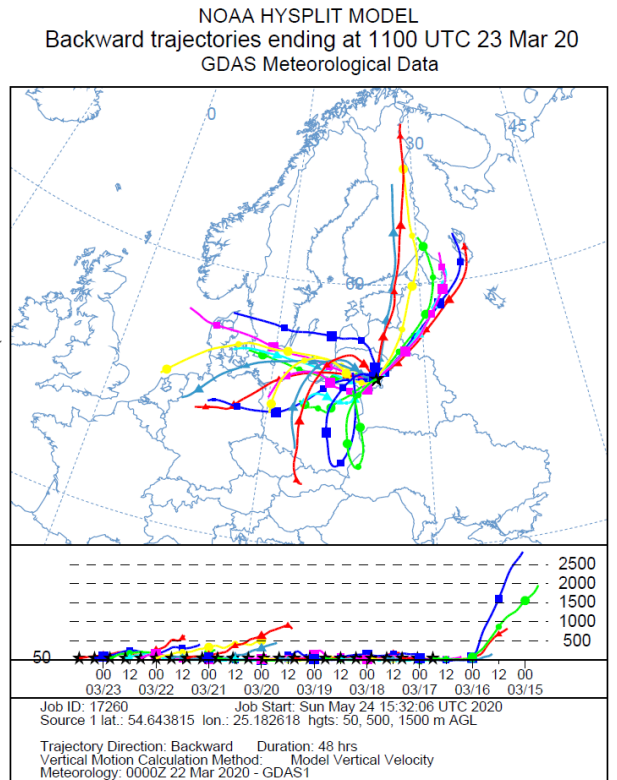 NOAA HYSPLIT MODEL
Backward trajectories ending at 1100 UTC 23 Mar 20
GDAS Meteorological Data
0
30
45
60
2500
2000
1500
1000
500
50
00 12 00 12 00 12 00 12 00 12 00 12 00 12 00 12 00
03/23 03/22 03/21 03/20 03/19 03/18 03/17 03/16 03/15
Job ID: 17260 Job Start: Sun May 24 15:32:06 UTC 2020
Source 1 lat.: 54.643815 lon.: 25.182618 hgts: 50, 500, 1500 m AGL
Trajectory Direction: Backward Duration: 48 hrs
Vertical Motion Calculation Method: Model Vertical Velocity
Meteorology: 0000Z 22 Mar 2020 - GDAS1